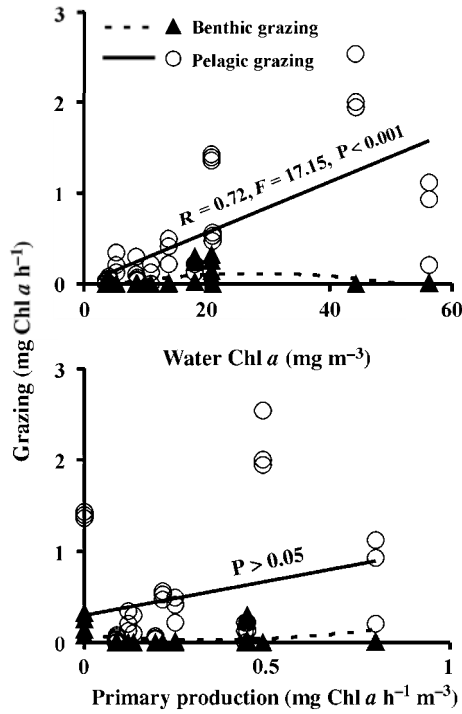 Benthic grazing
Pelagic grazing
3
2
1
0
R = 0.72, F = 17.15, P < 0.001
0 20 40 60
Water Chl a (mg m⁻³)
Grazing (mg Chl a h⁻¹)
3
2
1
0
P > 0.05
0 0.5 1
Primary production (mg Chl a h⁻¹ m⁻³)